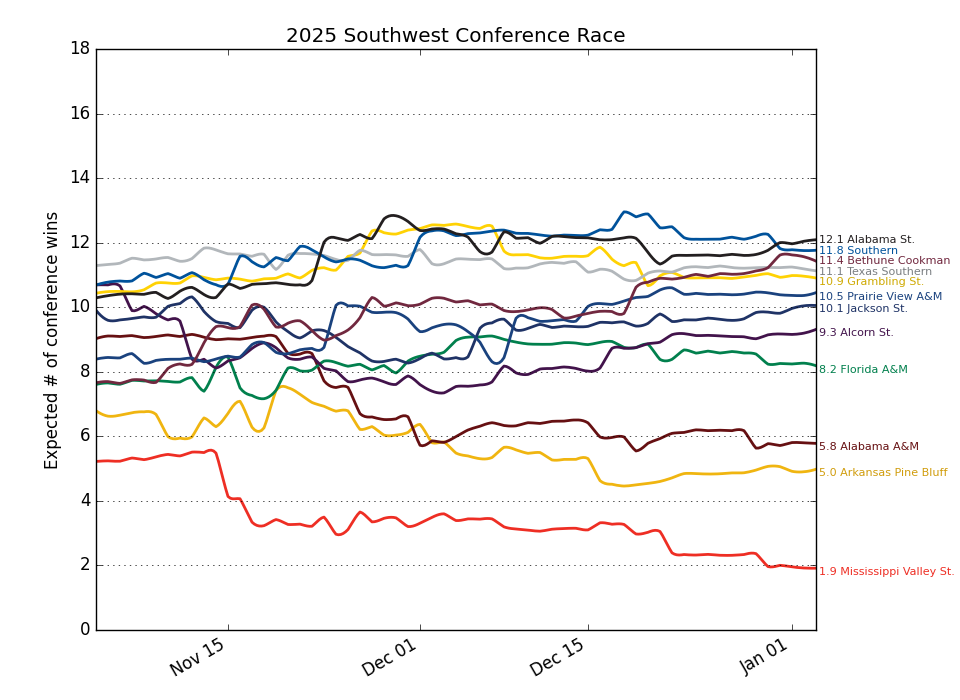 2025 Southwest Conference Race
Expected # of conference wins
18
16
14
12
10
8
6
4
2
0
Nov 15
Dec 01
Dec 15
Jan 01
12.1 Alabama St.
11.8 Southern
11.4 Bethune Cookman
11.1 Texas Southern
10.9 Grambling St.
10.5 Prairie View A&M
10.1 Jackson St.
9.3 Alcorn St.
8.2 Florida A&M
5.8 Alabama A&M
5.0 Arkansas Pine Bluff
1.9 Mississippi Valley St.